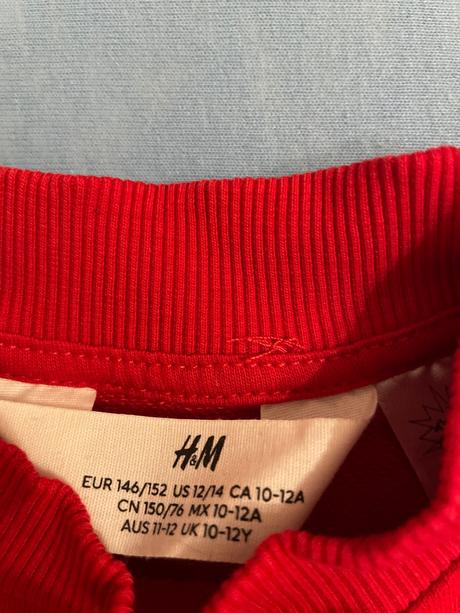 H&M
EUR 146/152 US 12/14 CA 10-12A
CN 150/76 MX 10-12A
AUS 11-12 UK 10-12Y